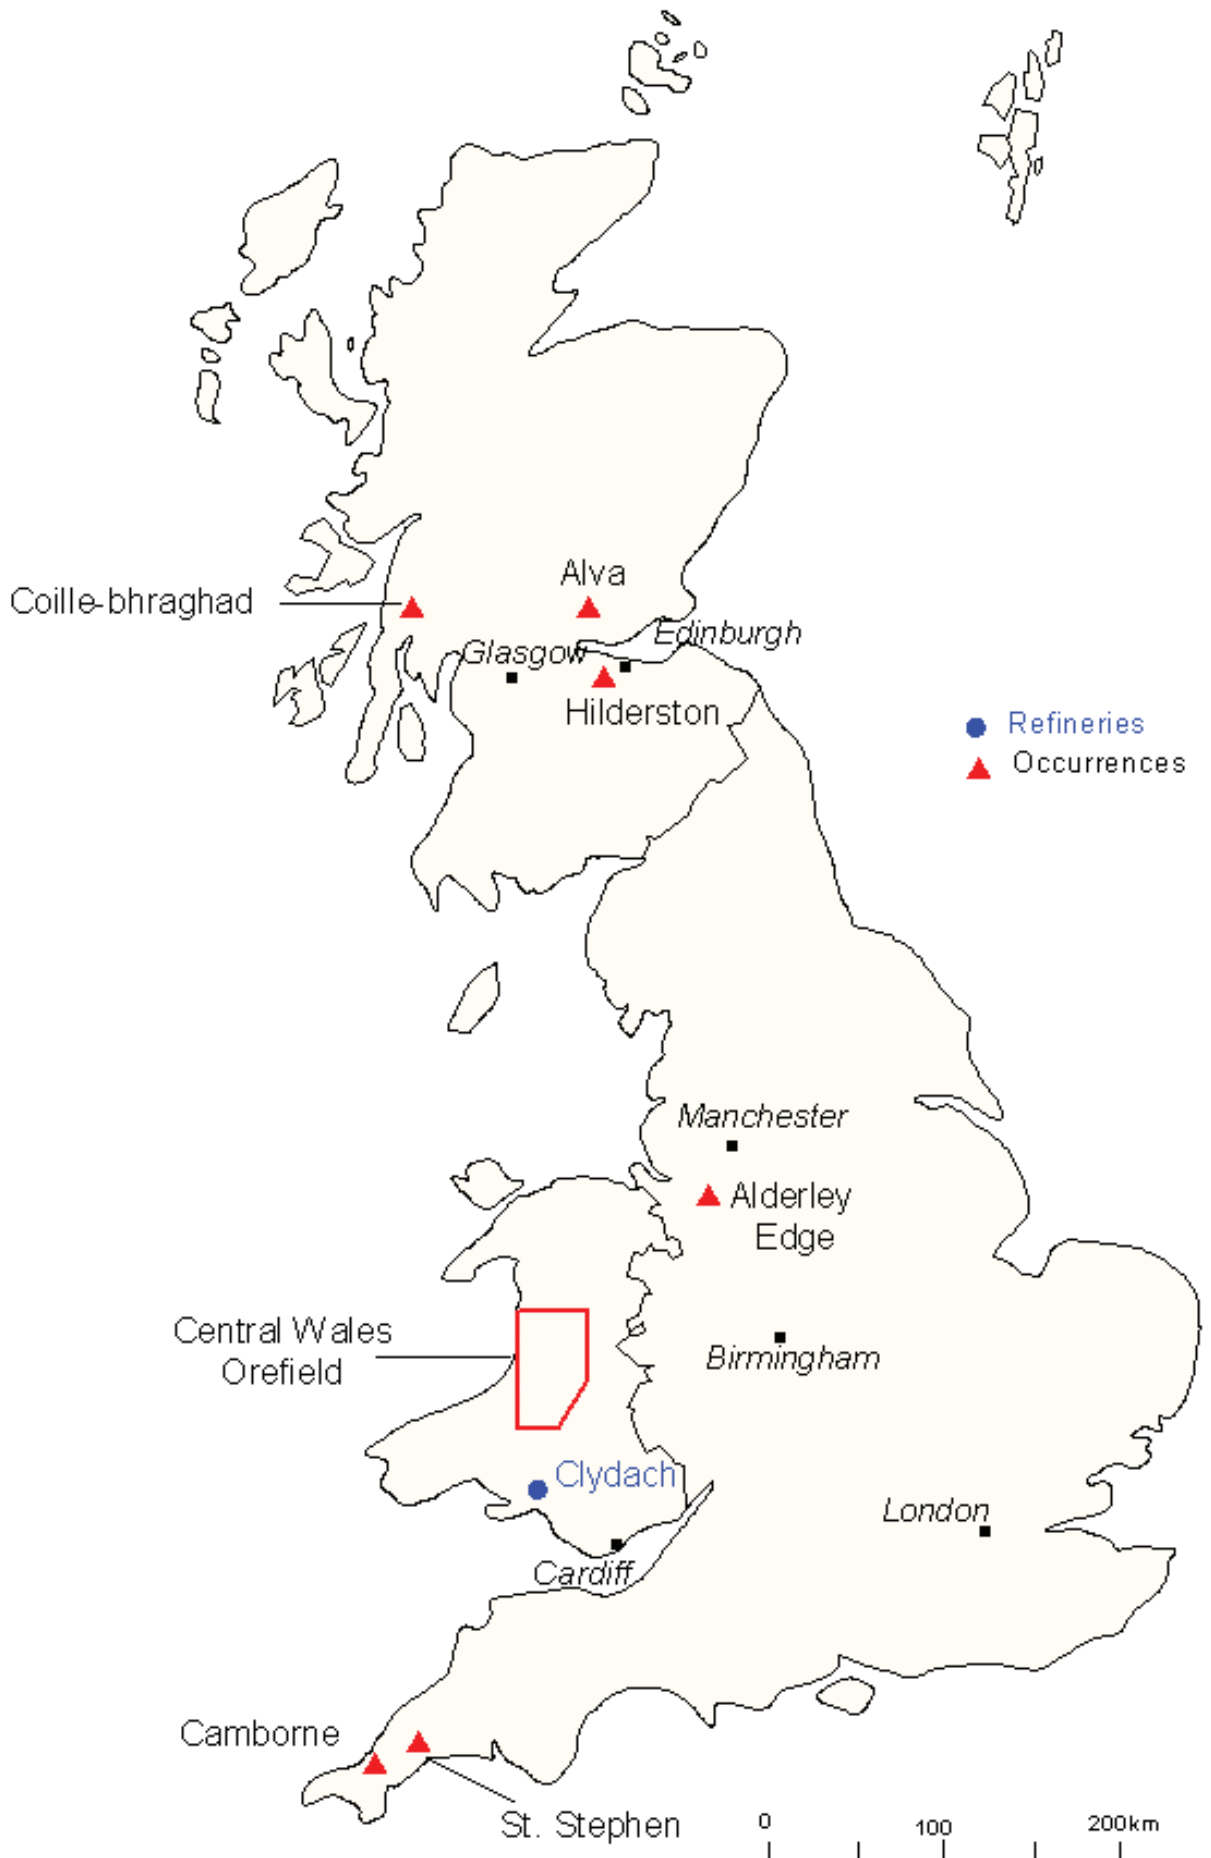 Alva
Coille-bhraghad
Edinburgh
Glasgow
Hilderston
Refineries
Occurrences
Manchester
Alderley
Edge
Central Wales
Orefield
Birmingham
Clydach
London
Cardiff
Camborne
St. Stephen
0 100 200km